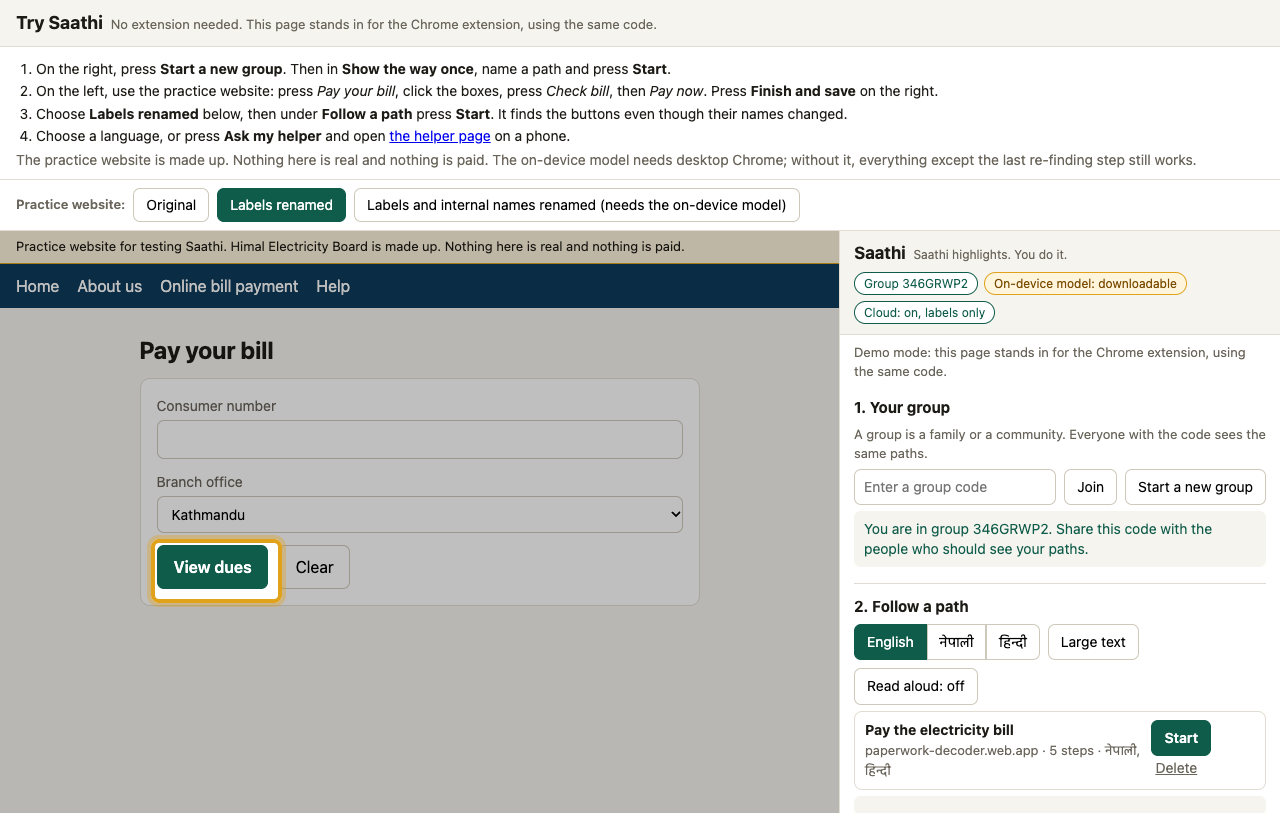 Try Saathi No extension needed. This page stands in for the Chrome extension, using the same code.
1. On the right, press Start a new group. Then in Show the way once, name a path and press Start.
2. On the left, use the practice website: press Pay your bill, click the boxes, press Check bill, then Pay now. Press Finish and save on the right.
3. Choose Labels renamed below, then under Follow a path press Start. It finds the buttons even though their names changed.
4. Choose a language, or press Ask my helper and open the helper page on a phone.
The practice website is made up. Nothing here is real and nothing is paid. The on-device model needs desktop Chrome; without it, everything except the last re-finding step still works.
Practice website: Original Labels renamed Labels and internal names renamed (needs the on-device model)
Practice website for testing Saathi. Himal Electricity Board is made up. Nothing here is real and nothing is paid.
Home About us Online bill payment Help
Pay your bill
Consumer number
Branch office
Kathmandu
View dues Clear
Saathi Saathi highlights. You do it.
Group 346GRWP2 On-device model: downloadable
Cloud: on, labels only
Demo mode: this page stands in for the Chrome extension, using
the same code.
1. Your group
A group is a family or a community. Everyone with the code sees the
same paths.
Enter a group code Join Start a new group
You are in group 346GRWP2. Share this code with the
people who should see your paths.
2. Follow a path
English नेपाली हिन्दी Large text
Read aloud: off
Pay the electricity bill Start
paperwork-decoder.web.app · 5 steps · नेपाली,
हिन्दी
Delete